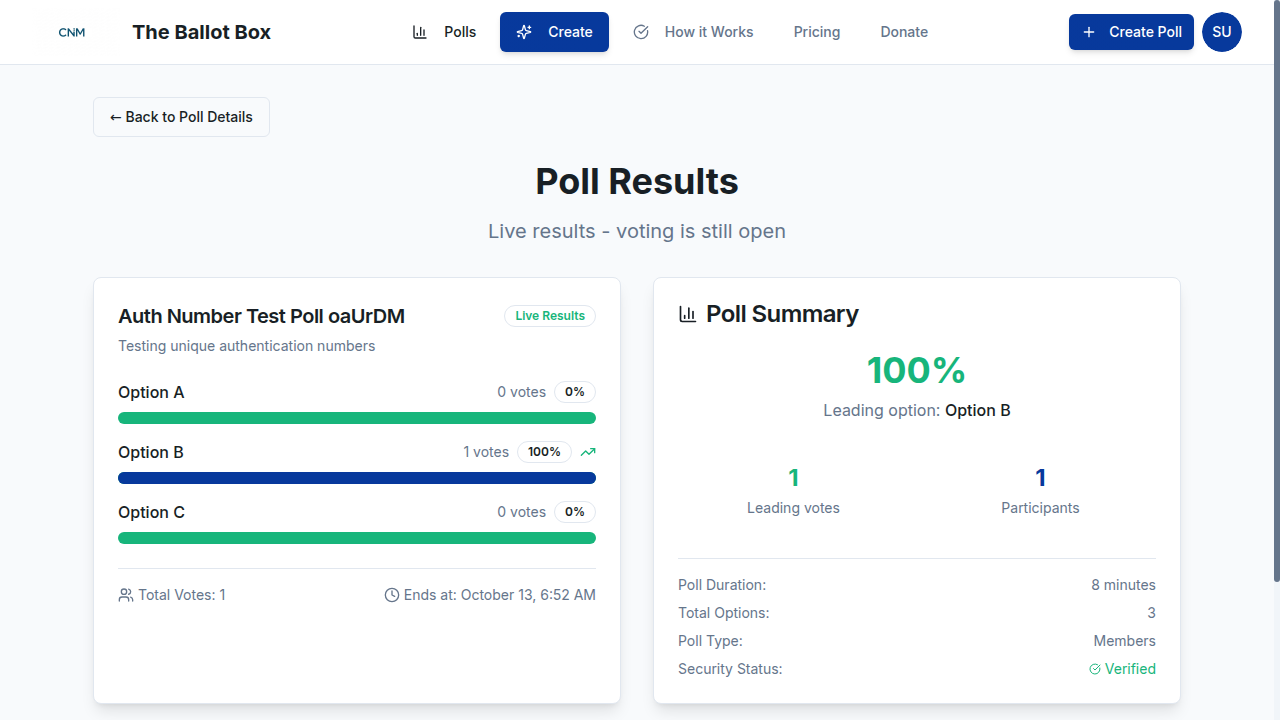 CNM
The Ballot Box
Polls
Create
How it Works
Pricing
Donate
Create Poll
SU
← Back to Poll Details
Poll Results
Live results - voting is still open
Auth Number Test Poll oaUrDM
Live Results
Testing unique authentication numbers
Option A 0 votes 0%
Option B 1 votes 100%
Option C 0 votes 0%
Total Votes: 1
Ends at: October 13, 6:52 AM
Poll Summary
100%
Leading option: Option B
1
Leading votes
1
Participants
Poll Duration: 8 minutes
Total Options: 3
Poll Type: Members
Security Status: Verified